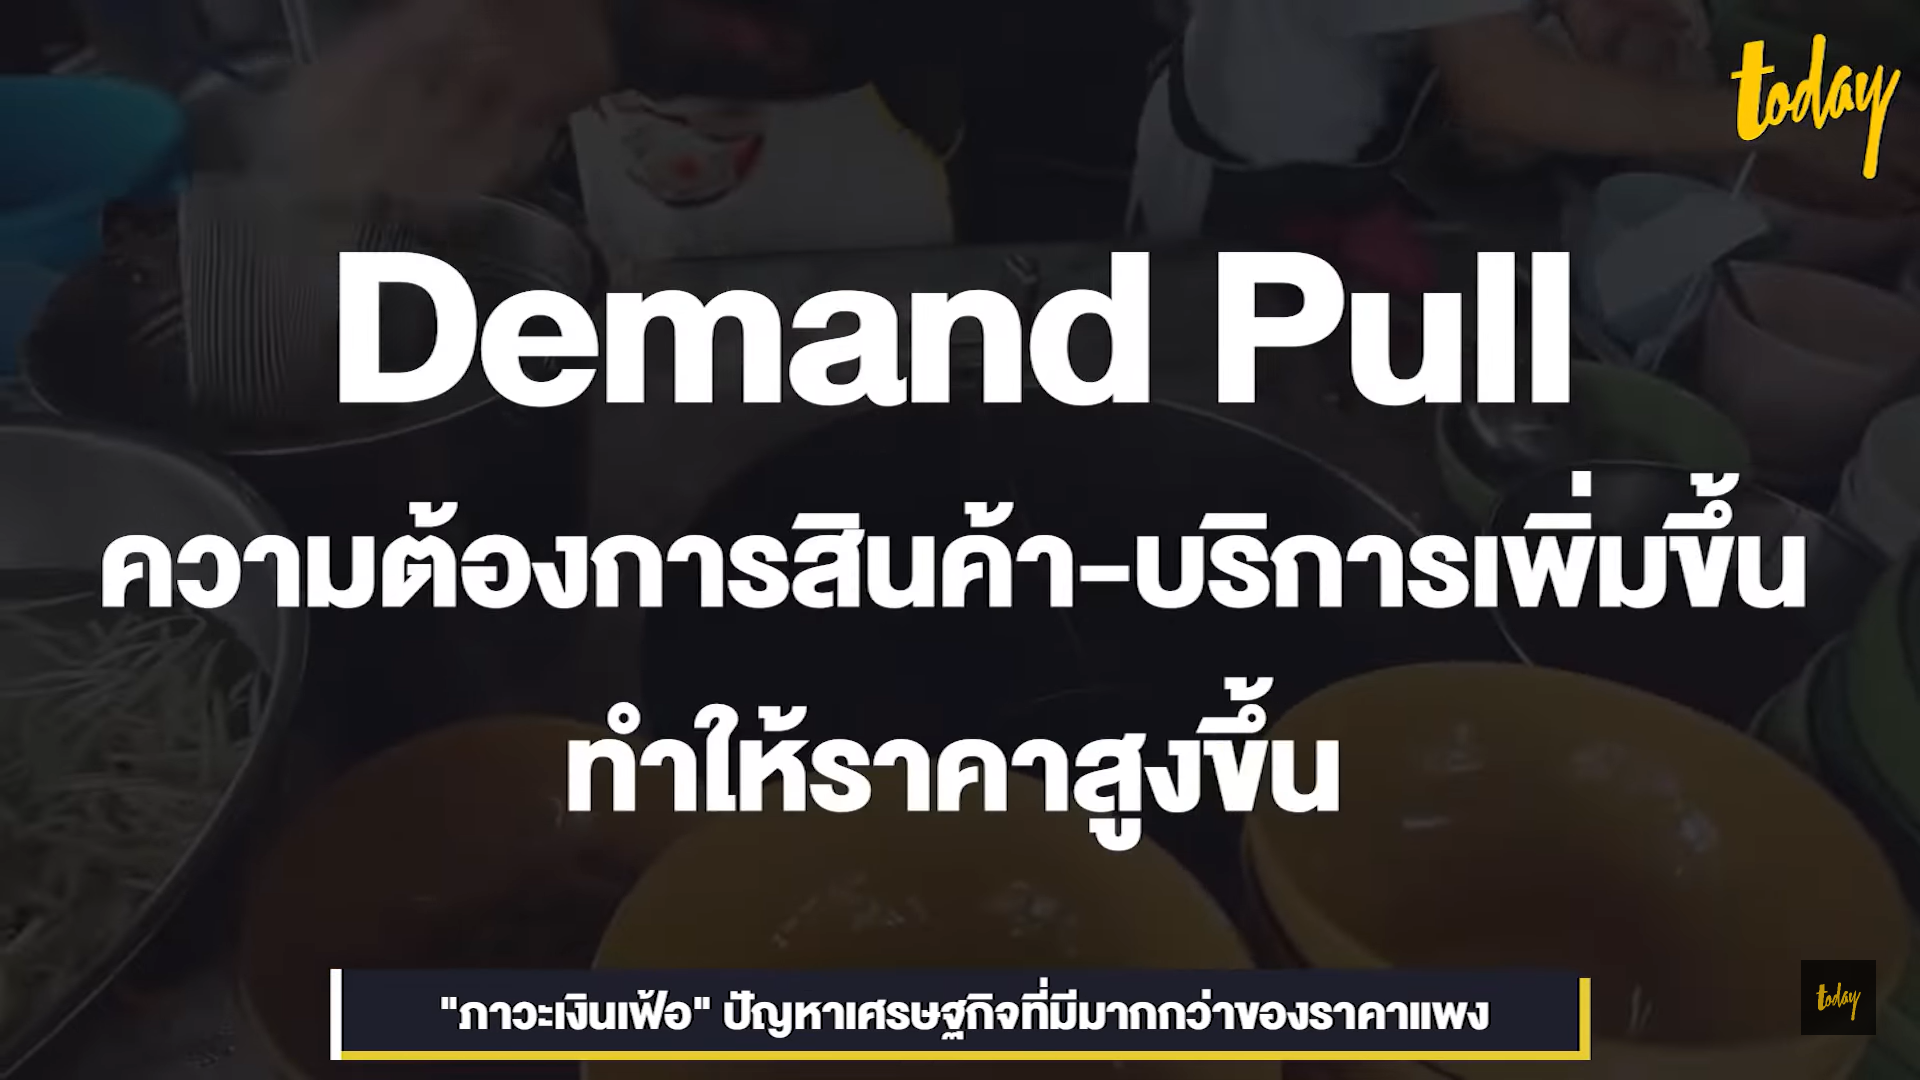 today
Demand Pull
ความต้องการสินค้า-บริการเพิ่มขึ้น
ทำให้ราคาสูงขึ้น
"ภาวะเงินเฟ้อ" ปัญหาเศรษฐกิจที่มีมากกว่าของราคาแพง
today